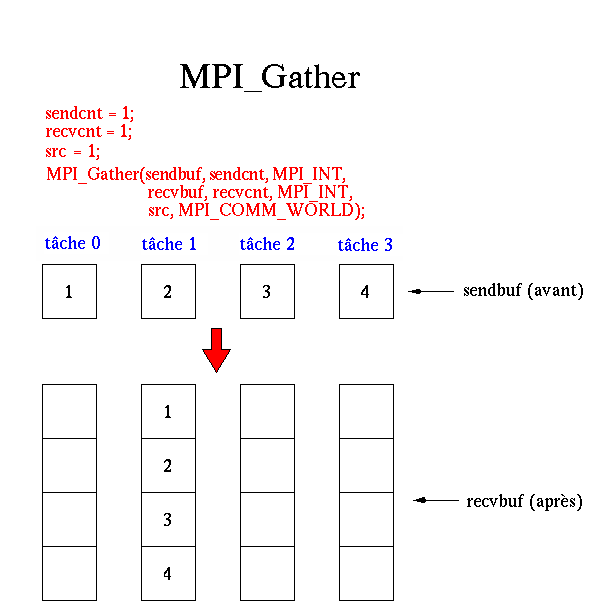 MPI_Gather
sendcnt = 1;
recvcnt = 1;
src = 1;
MPI_Gather(sendbuf, sendcnt, MPI_INT,
recvbuf, recvcnt, MPI_INT,
src, MPI_COMM_WORLD);
tâche 0 tâche 1 tâche 2 tâche 3
1 2 3 4 sendbuf (avant)
1
2
3
recvbuf (après)
4